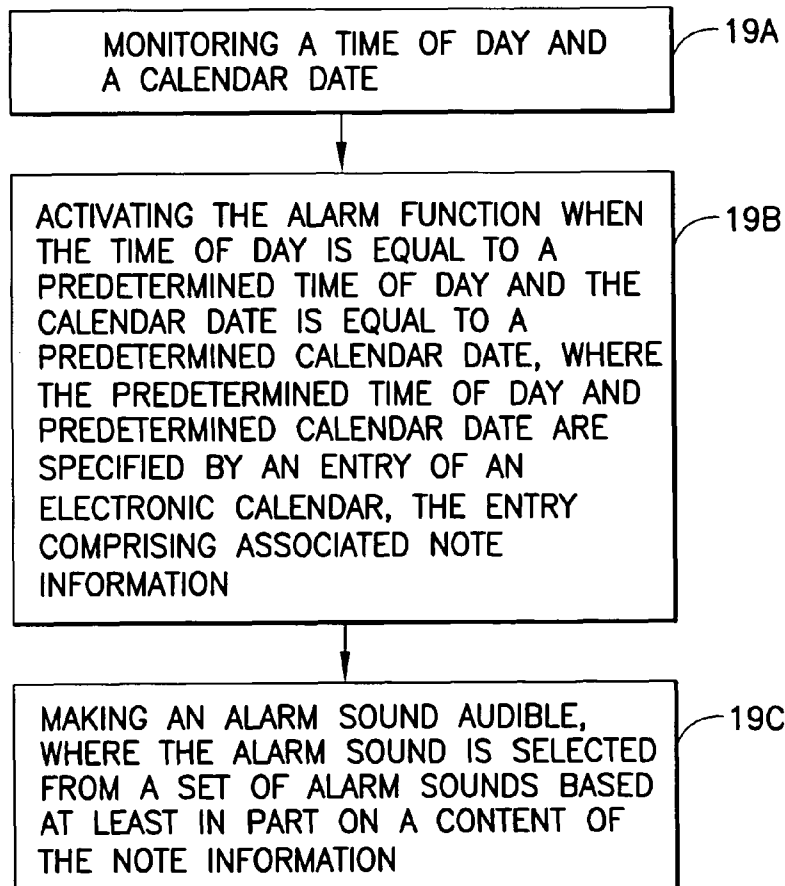 MONITORING A TIME OF DAY AND
A CALENDAR DATE
19A
ACTIVATING THE ALARM FUNCTION WHEN
THE TIME OF DAY IS EQUAL TO A
PREDETERMINED TIME OF DAY AND THE
CALENDAR DATE IS EQUAL TO A
PREDETERMINED CALENDAR DATE, WHERE
THE PREDETERMINED TIME OF DAY AND
PREDETERMINED CALENDAR DATE ARE
SPECIFIED BY AN ENTRY OF AN
ELECTRONIC CALENDAR, THE ENTRY
COMPRISING ASSOCIATED NOTE
INFORMATION
19B
MAKING AN ALARM SOUND AUDIBLE,
WHERE THE ALARM SOUND IS SELECTED
FROM A SET OF ALARM SOUNDS BASED
AT LEAST IN PART ON A CONTENT OF
THE NOTE INFORMATION
19C